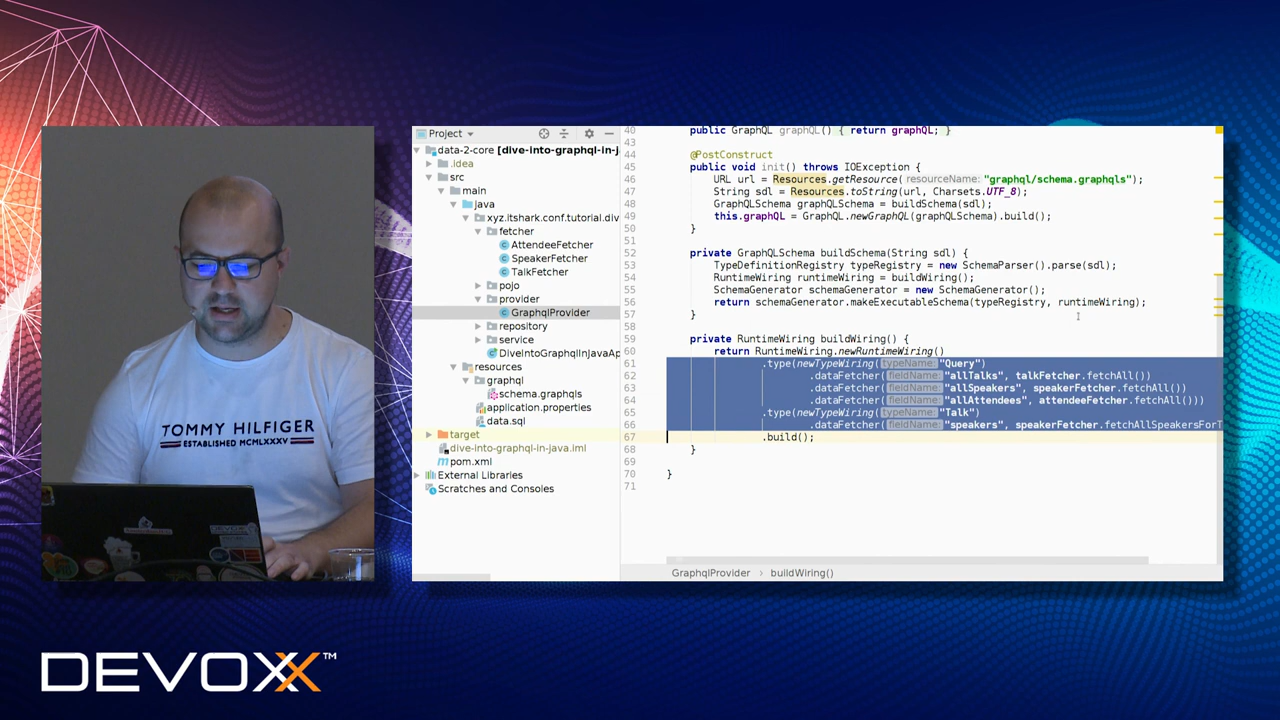 TOMMY HILFIGER
ESTABLISHED MCMLXXXV
DEVOXX
DEVOXX™
Project
data-2-core [dive-into-graphql-in-j
.idea
src
main
java
xyz.itshark.conf.tutorial.div
fetcher
AttendeeFetcher
SpeakerFetcher
TalkFetcher
pojo
provider
GraphqlProvider
repository
service
DiveIntoGraphqlInJavaAp
resources
graphql
schema.graphqls
application.properties
data.sql
target
dive-into-graphql-in-java.iml
pom.xml
External Libraries
Scratches and Consoles
40 public GraphQL graphQL() { return graphQL; }
43
44 @PostConstruct
45 public void init() throws IOException {
46 URL url = Resources.getResource( resourceName: "graphql/schema.graphqls");
47 String sdl = Resources.toString(url, Charsets.UTF_8);
48 GraphQLSchema graphQLSchema = buildSchema(sdl);
49 this.graphQL = GraphQL.newGraphQL(graphQLSchema).build();
50 }
51
52 private GraphQLSchema buildSchema(String sdl) {
53 TypeDefinitionRegistry typeRegistry = new SchemaParser().parse(sdl);
54 RuntimeWiring runtimeWiring = buildWiring();
55 SchemaGenerator schemaGenerator = new SchemaGenerator();
56 return schemaGenerator.makeExecutableSchema(typeRegistry, runtimeWiring);
57 }
58
59 private RuntimeWiring buildWiring() {
60 return RuntimeWiring.newRuntimeWiring()
61 .type(newTypeWiring( typeName: "Query")
62 .dataFetcher( fieldName: "allTalks", talkFetcher.fetchAll())
63 .dataFetcher( fieldName: "allSpeakers", speakerFetcher.fetchAll())
64 .dataFetcher( fieldName: "allAttendees", attendeeFetcher.fetchAll()))
65 .type(newTypeWiring( typeName: "Talk")
66 .dataFetcher( fieldName: "speakers", speakerFetcher.fetchAllSpeakersForT
67 .build();
68 }
69
70 }
71
GraphqlProvider › buildWiring()